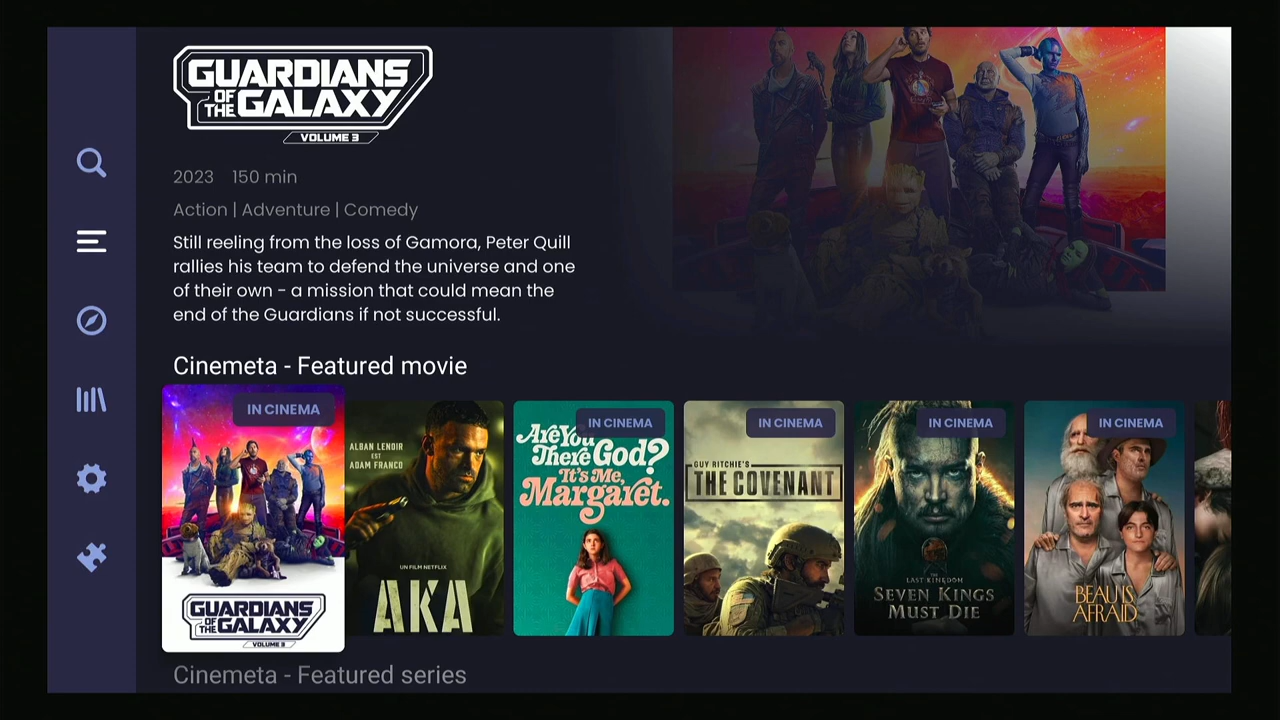 GUARDIANS
OF THE GALAXY
VOLUME 3
2023 150 min
Action | Adventure | Comedy
Still reeling from the loss of Gamora, Peter Quill
rallies his team to defend the universe and one
of their own - a mission that could mean the
end of the Guardians if not successful.
Cinemeta - Featured movie
IN CINEMA
GUARDIANS
OF THE GALAXY
VOLUME 3
ALBAN LENOIR
EST
ADAM FRANCO
UN FILM NETFLIX
AKA
IN CINEMA
Are You
There God?
It's Me,
Margaret.
IN CINEMA
GUY RITCHIE'S
THE COVENANT
IN CINEMA
THE
LAST KINGDOM
SEVEN KINGS
MUST DIE
IN CINEMA
BEAU IS
AFRAID
Cinemeta - Featured series